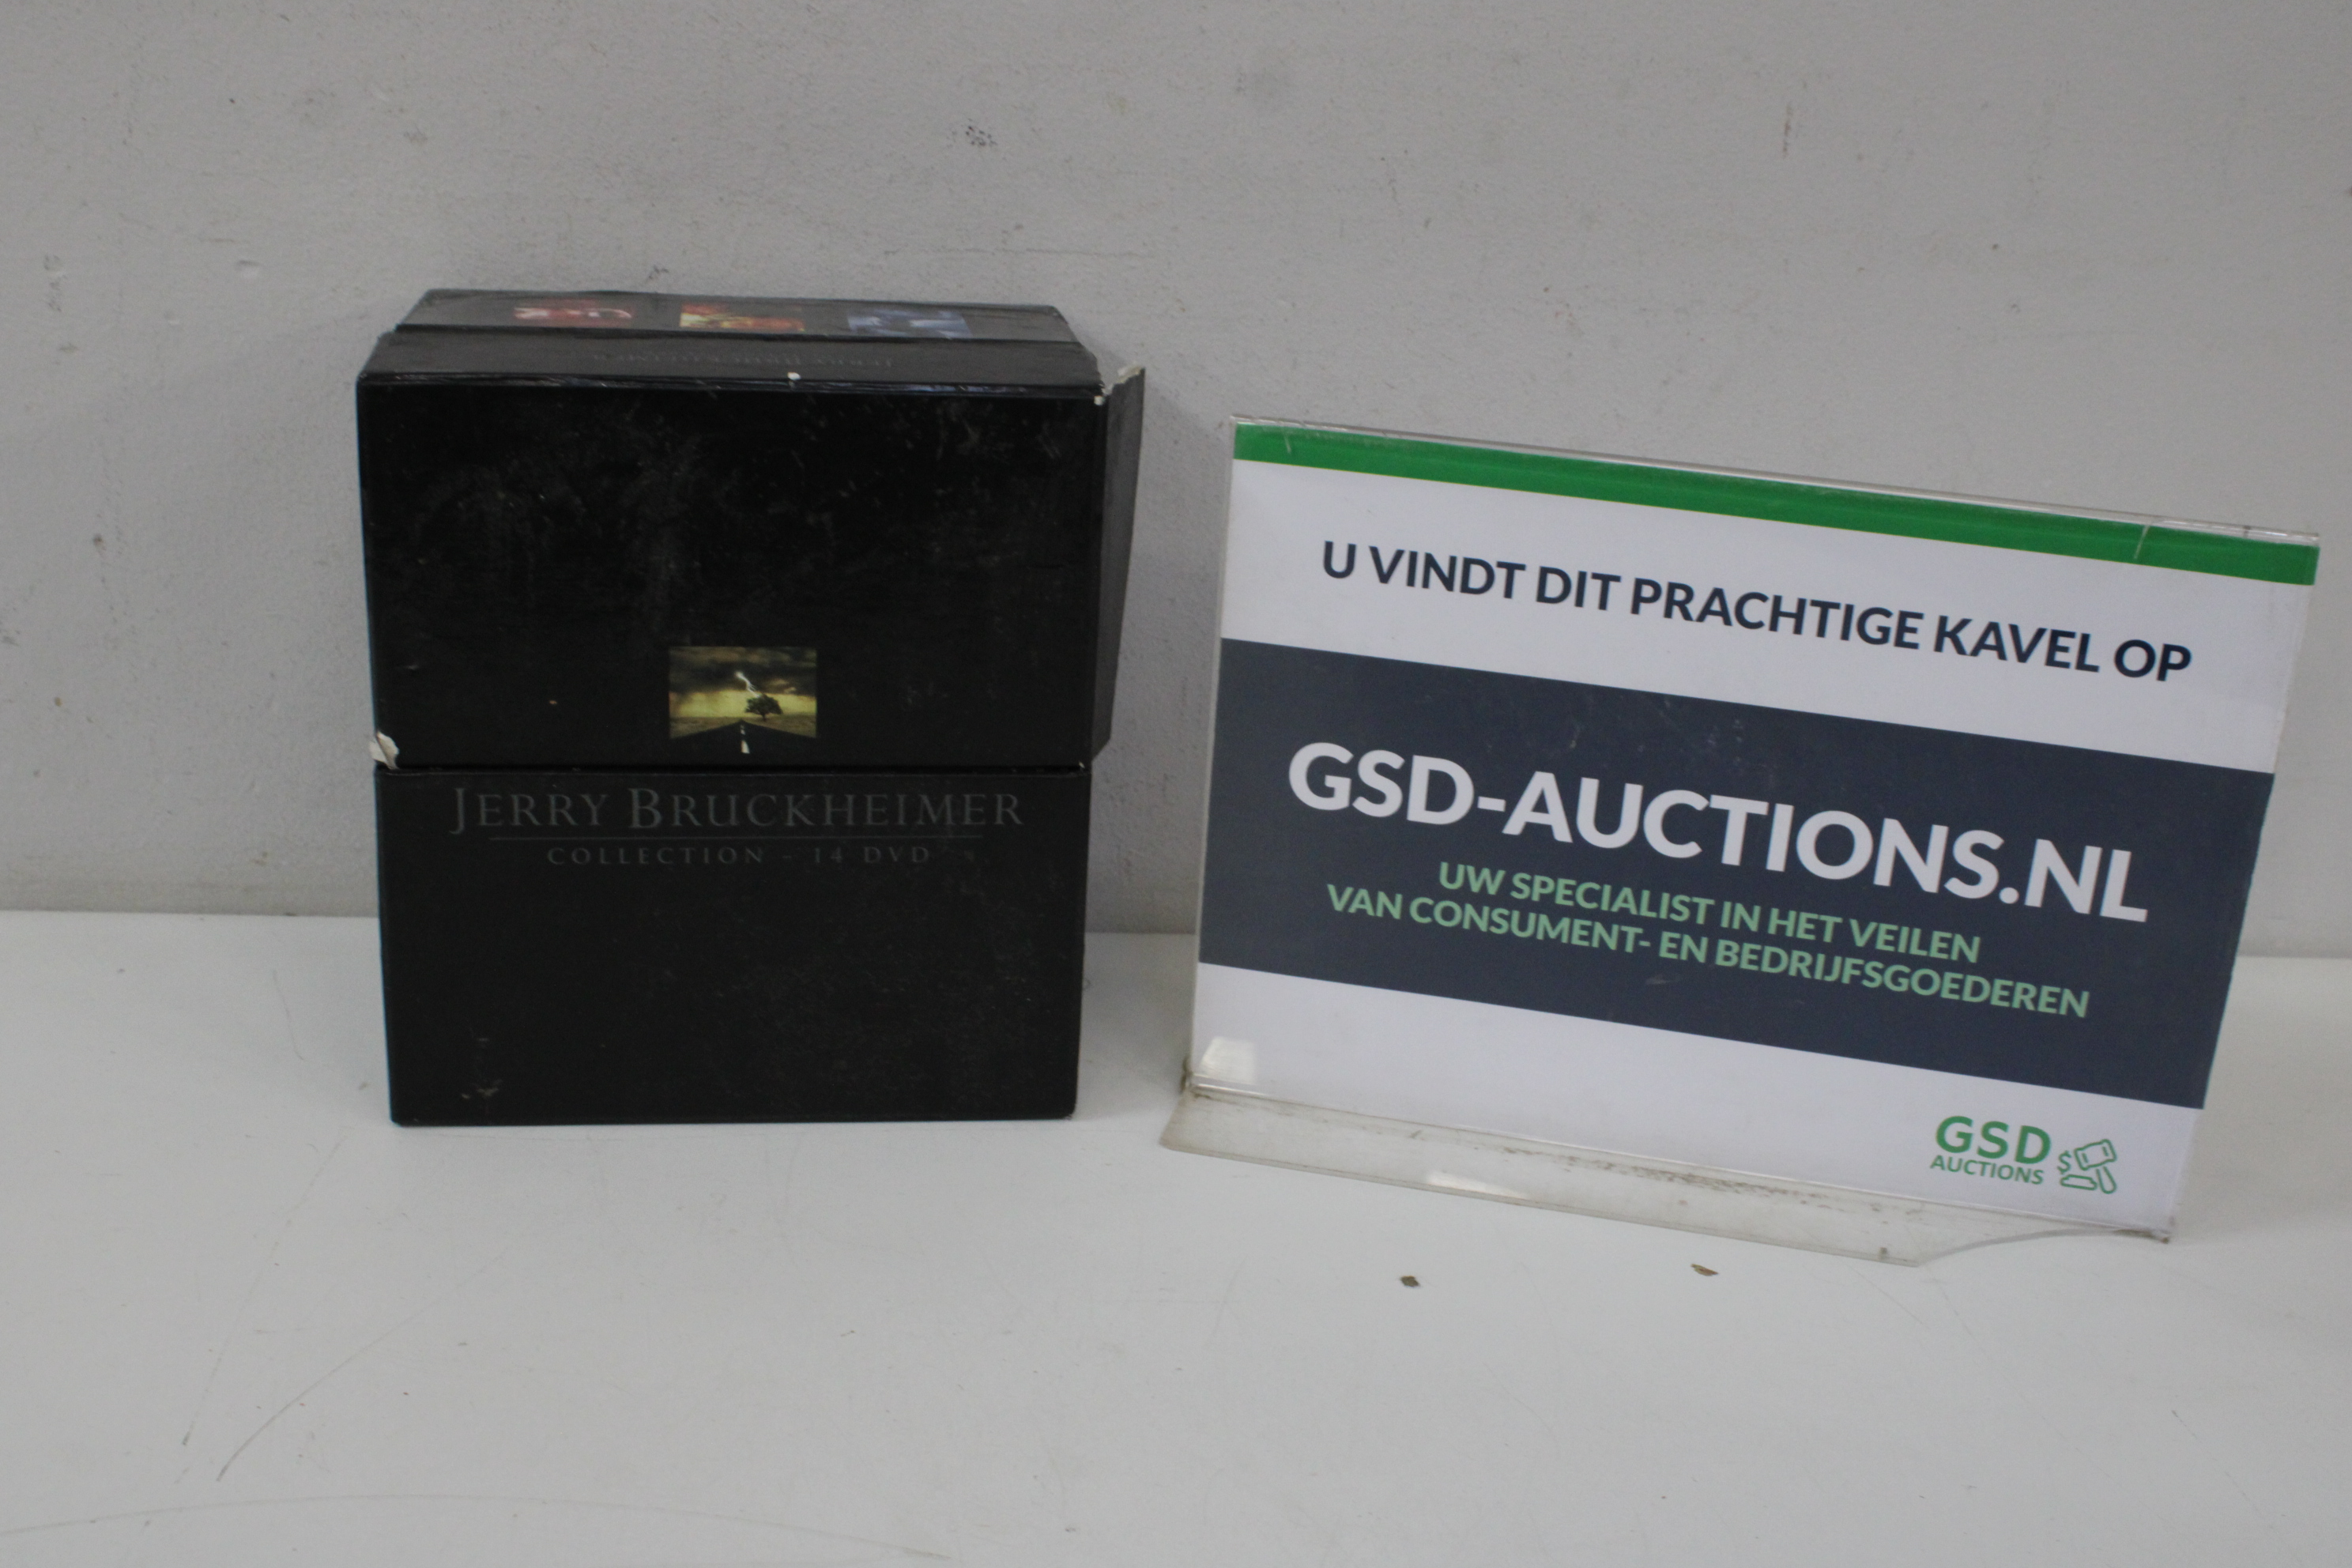 JERRY BRUCKHEIMER
COLLECTION - 14 DVD
U VINDT DIT PRACHTIGE KAVEL OP
GSD-AUCTIONS.NL
UW SPECIALIST IN HET VEILEN
VAN CONSUMENT- EN BEDRIJFSGOEDEREN
GSD
AUCTIONS